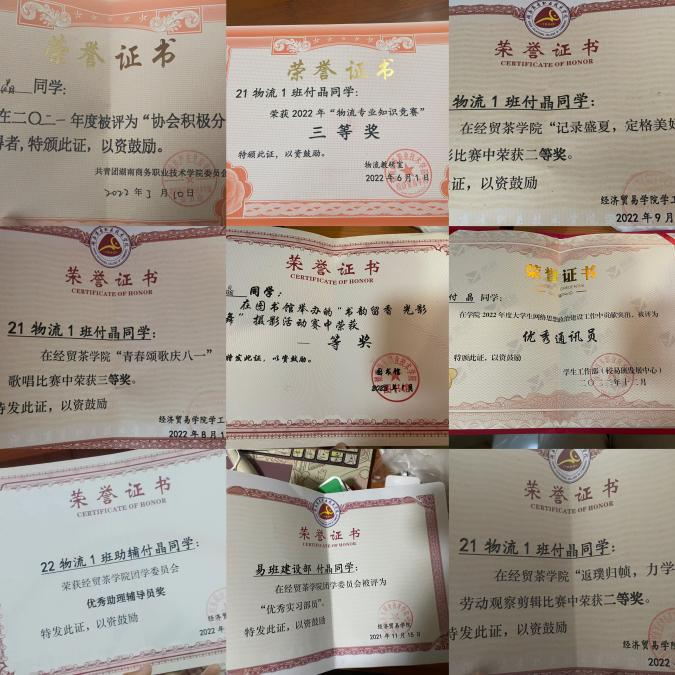 荣誉证书
同学:
在二〇二一年度被评为“协会积极分
得者,特颁此证,以资鼓励。
共青团湖南商务职业技术学院委员会
2022年3月10日
荣誉证书
21物流1班付晶同学:
荣获2022年“物流专业知识竞赛”
三等奖
特颁此证,以资鼓励。
物流教研室
2022年6月1日
荣誉证书
CERTIFICATE OF HONOR
物流1班付晶同学:
在经贸茶学院“记录盛夏,定格美好
影比赛中荣获二等奖。
证,以资鼓励
经济贸易学院学工
2022年9月
荣誉证书
CERTIFICATE OF HONOR
21物流1班付晶同学:
在经贸茶学院“青春颂歌庆八一”
歌唱比赛中荣获三等奖。
特发此证,以资鼓励
经济贸易学院学工
2022年8月1
荣誉证书
CERTIFICATE OF HONOR
晶 同学:
在图书馆举办的“书韵留香 光影
”摄影活动赛中荣获
一等奖
特发此证,以资鼓励。
图书馆
荣誉证书
付晶 同学:
在学院2022年度大学生网络思想政治建设工作中贡献突出,被评为
优秀通讯员
特颁此证,以资鼓励
学生工作部(校易班发展中心)
二〇二二年十二月
荣誉证书
CERTIFICATE OF HONOR
22物流1班助辅付晶同学:
荣获经贸茶学院团学委员会
优秀助理辅导员奖
特发此证,以资鼓励
经济贸
2022年
荣誉证书
CERTIFICATE OF HONOR
易班建设部 付晶同学:
在经贸茶学院团学委员会被评为
“优秀实习部员”。
特发此证,以资鼓励
经济贸易学院
2021年11月15日
荣誉证书
CERTIFICATE OF HONOR
21物流1班付晶同学:
在经贸茶学院“返璞归帧,力学
劳动观察剪辑比赛中荣获二等奖。
特发此证,以资鼓励
经济贸易
2022